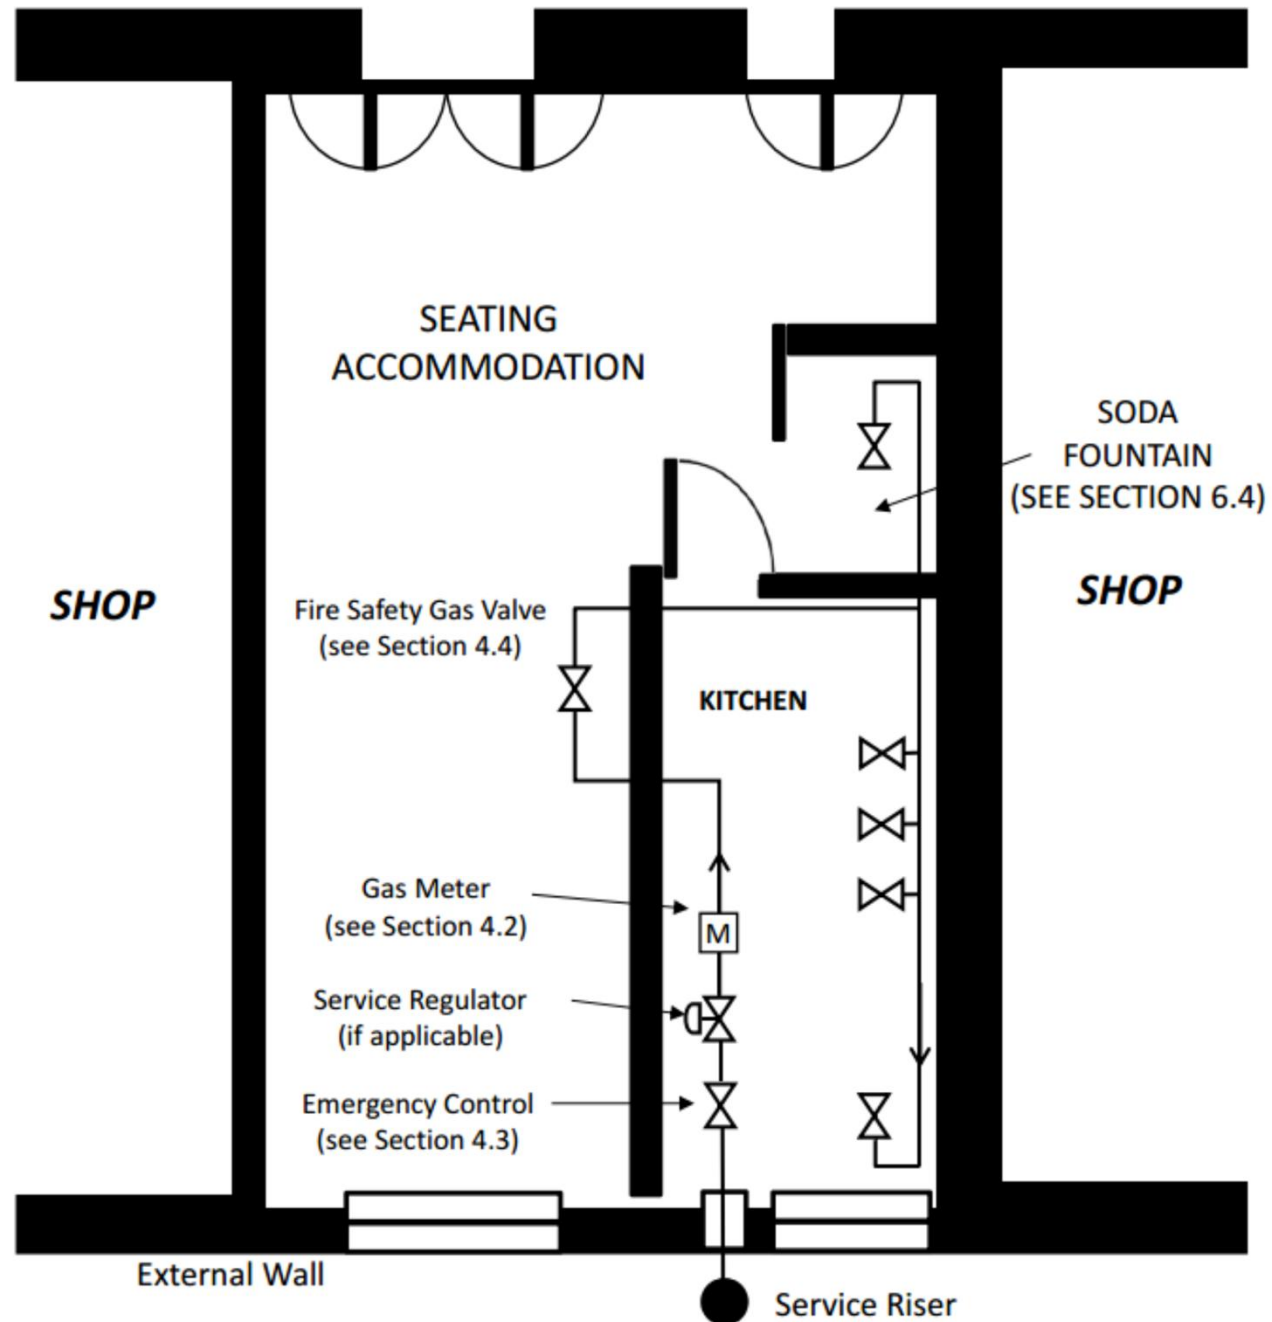 SEATING
ACCOMMODATION
SODA
FOUNTAIN
(SEE SECTION 6.4)
SHOP
SHOP
Fire Safety Gas Valve
(see Section 4.4)
KITCHEN
Gas Meter
(see Section 4.2)
M
Service Regulator
(if applicable)
Emergency Control
(see Section 4.3)
External Wall
Service Riser